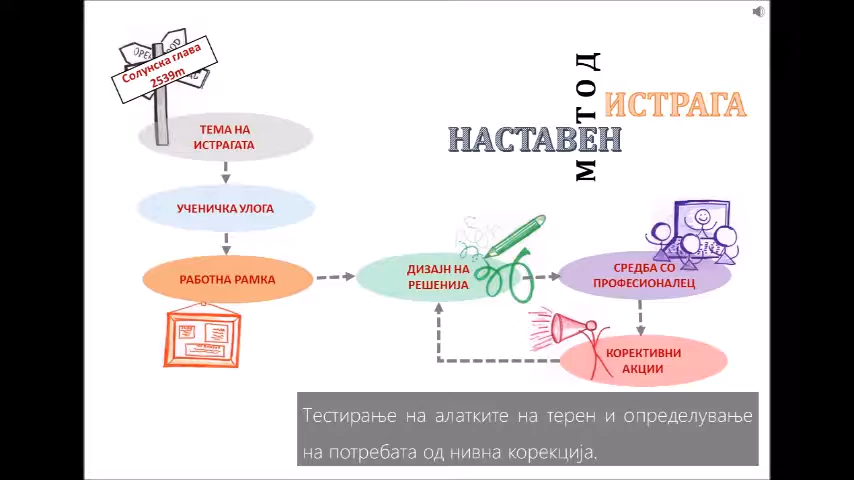 Солунска глава
2539m
ТЕМА НА
ИСТРАГАТА
УЧЕНИЧКА УЛОГА
РАБОТНА РАМКА
ДИЗАЈН НА
РЕШЕНИЈА
СРЕДБА СО
ПРОФЕСИОНАЛЕЦ
КОРЕКТИВНИ
АКЦИИ
НАСТАВЕН
МЕТОД
ИСТРАГА
Тестирање на алатките на терен и определување
на потребата од нивна корекција.